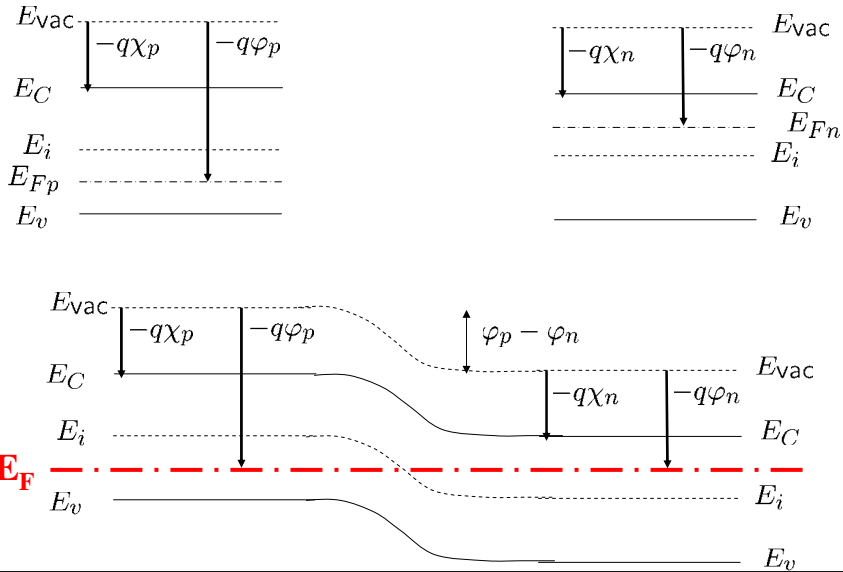 E_vac
−qχ_p
−qφ_p
E_C
E_i
E_Fp
E_v
E_vac
−qχ_n
−qφ_n
E_C
E_Fn
E_i
E_v
E_vac
−qχ_p
−qφ_p
φ_p − φ_n
E_C
E_vac
−qχ_n
−qφ_n
E_i
E_C
E_F
E_v
E_i
E_v